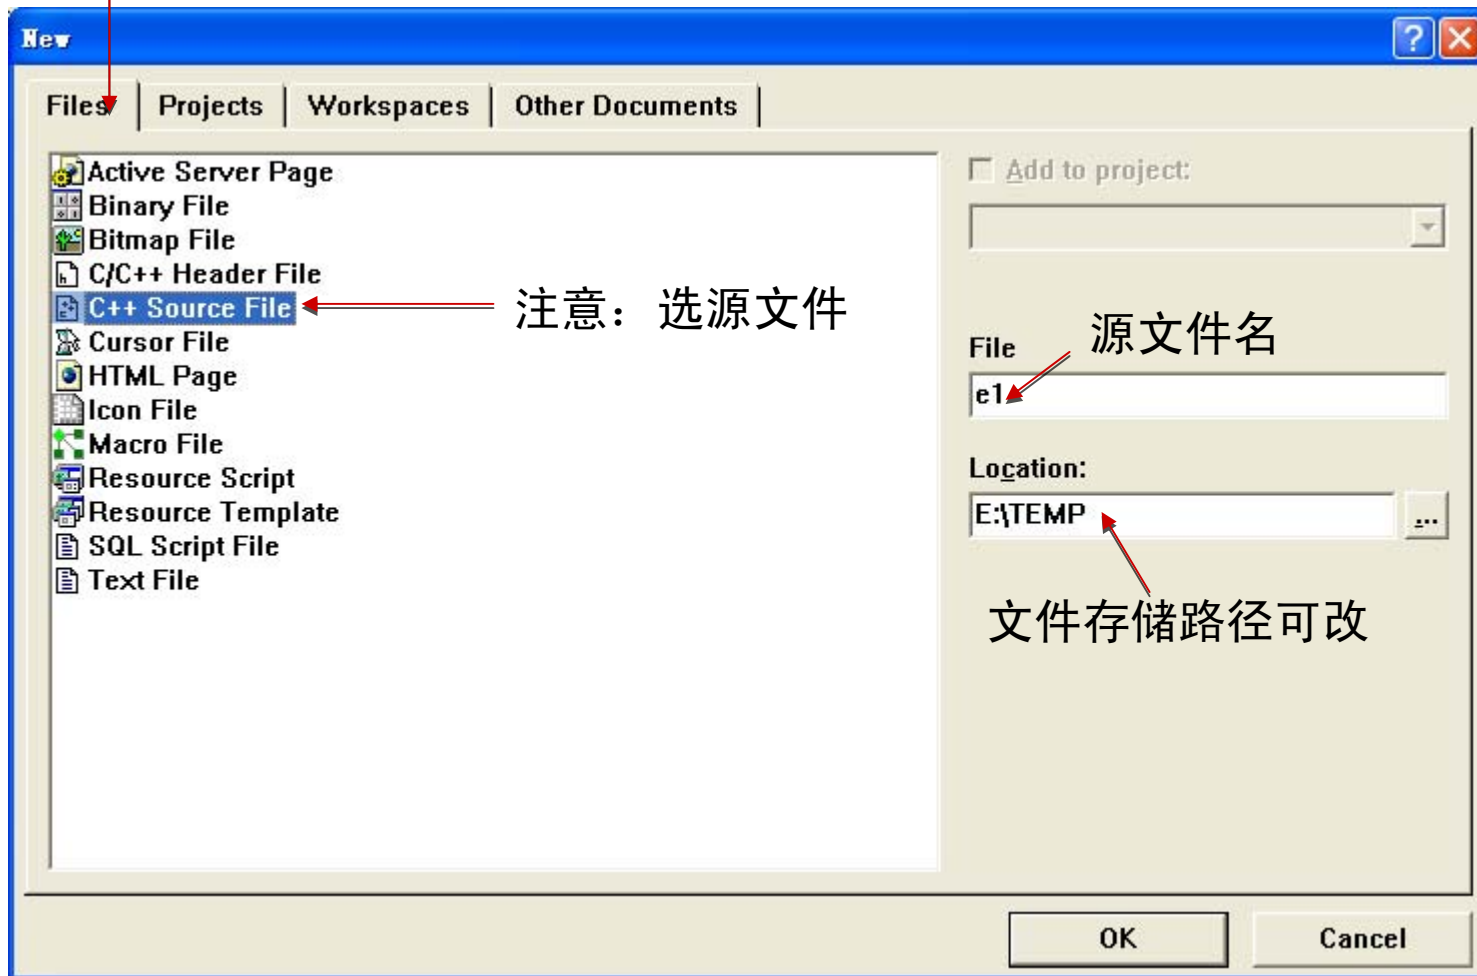 New
Files Projects Workspaces Other Documents
Active Server Page
Binary File
Bitmap File
C/C++ Header File
C++ Source File
Cursor File
HTML Page
Icon File
Macro File
Resource Script
Resource Template
SQL Script File
Text File
注意：选源文件
Add to project:
源文件名
File
e1
Location:
E:\TEMP
...
文件存储路径可改
OK Cancel